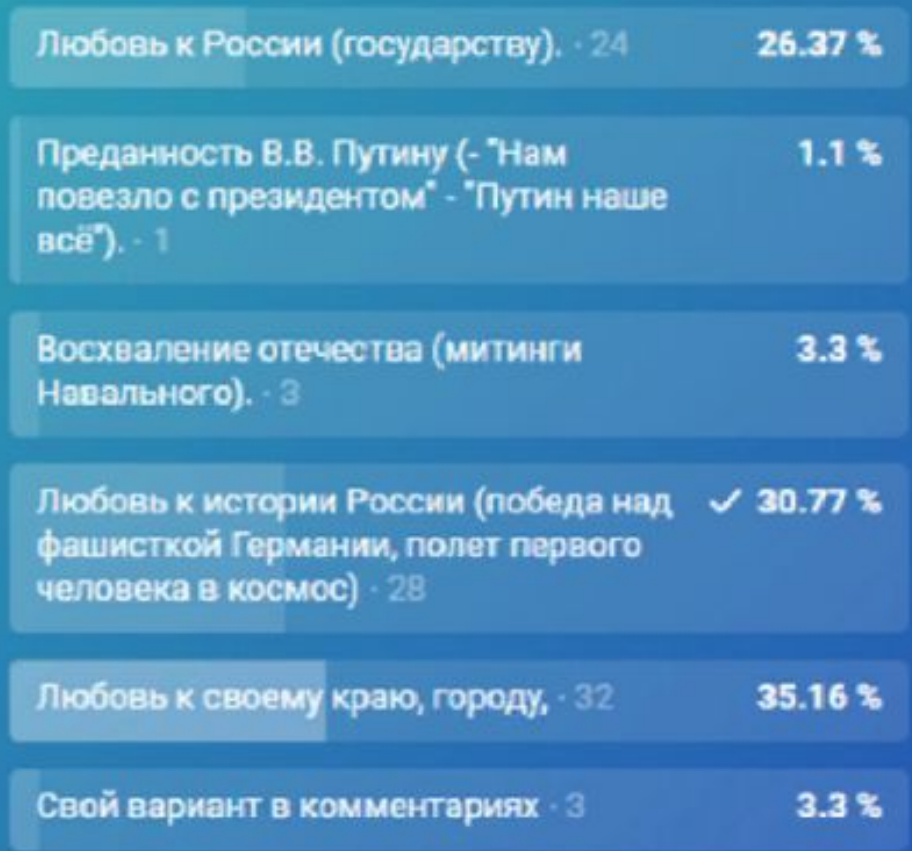 Любовь к России (государству). · 24 26.37 %
Преданность В.В. Путину (- "Нам 1.1 %
повезло с президентом" - "Путин наше
всё"). · 1
Восхваление отечества (митинги 3.3 %
Навального). · 3
Любовь к истории России (победа над ✓ 30.77 %
фашисткой Германии, полет первого
человека в космос) · 28
Любовь к своему краю, городу, · 32 35.16 %
Свой вариант в комментариях · 3 3.3 %